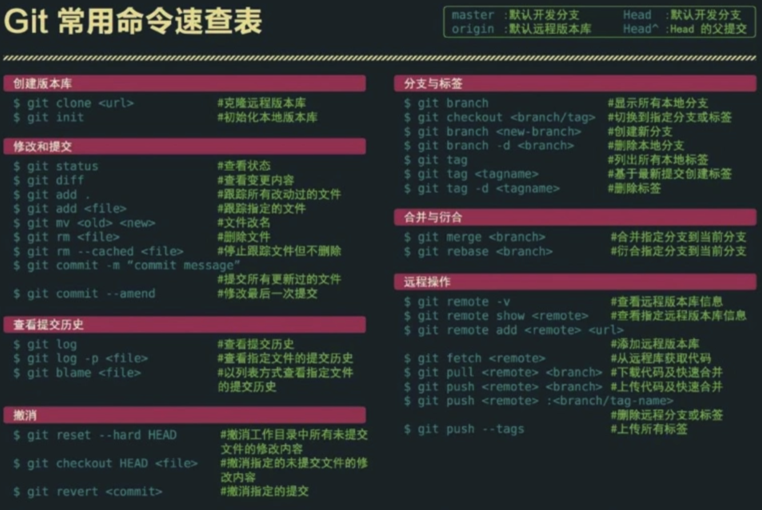 Git 常用命令速查表
master :默认开发分支 Head :默认开发分支
origin :默认远程版本库 Head^ :Head 的父提交
创建版本库
$ git clone <url> #克隆远程版本库
$ git init #初始化本地版本库
修改和提交
$ git status #查看状态
$ git diff #查看变更内容
$ git add . #跟踪所有改动过的文件
$ git add <file> #跟踪指定的文件
$ git mv <old> <new> #文件改名
$ git rm <file> #删除文件
$ git rm --cached <file> #停止跟踪文件但不删除
$ git commit -m "commit message"
#提交所有更新过的文件
$ git commit --amend #修改最后一次提交
查看提交历史
$ git log #查看提交历史
$ git log -p <file> #查看指定文件的提交历史
$ git blame <file> #以列表方式查看指定文件
的提交历史
撤消
$ git reset --hard HEAD #撤消工作目录中所有未提交
文件的修改内容
$ git checkout HEAD <file> #撤消指定的未提交文件的修
改内容
$ git revert <commit> #撤消指定的提交
分支与标签
$ git branch #显示所有本地分支
$ git checkout <branch/tag> #切换到指定分支或标签
$ git branch <new-branch> #创建新分支
$ git branch -d <branch> #删除本地分支
$ git tag #列出所有本地标签
$ git tag <tagname> #基于最新提交创建标签
$ git tag -d <tagname> #删除标签
合并与衍合
$ git merge <branch> #合并指定分支到当前分支
$ git rebase <branch> #衍合指定分支到当前分支
远程操作
$ git remote -v #查看远程版本库信息
$ git remote show <remote> #查看指定远程版本库信息
$ git remote add <remote> <url>
#添加远程版本库
$ git fetch <remote> #从远程库获取代码
$ git pull <remote> <branch> #下载代码及快速合并
$ git push <remote> <branch> #上传代码及快速合并
$ git push <remote> :<branch/tag-name>
#删除远程分支或标签
$ git push --tags #上传所有标签